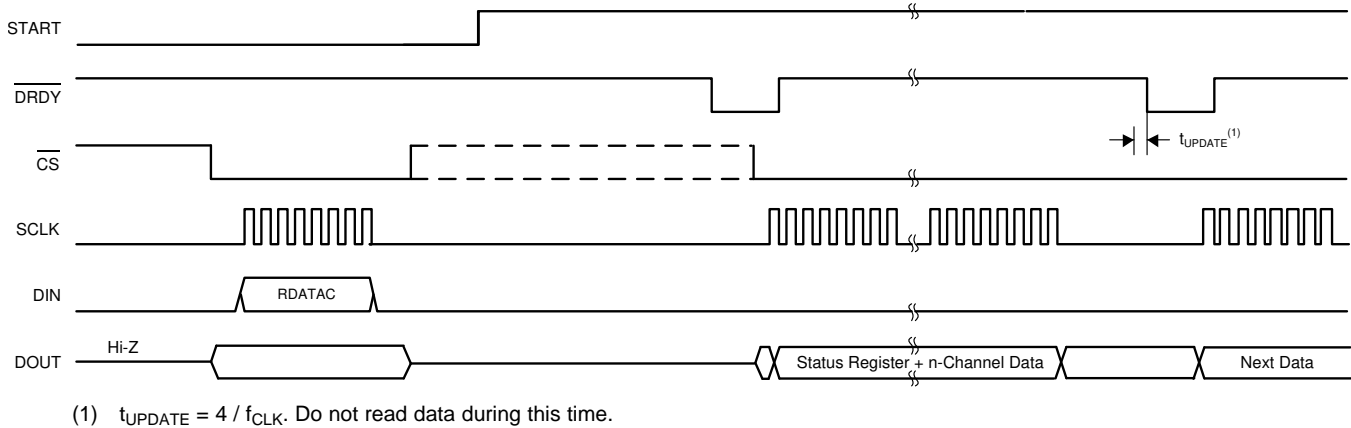 START
DRDY
tUPDATE(1)
CS
SCLK
DIN
RDATAC
DOUT
Hi-Z
Status Register + n-Channel Data
Next Data
(1) tUPDATE = 4 / fCLK. Do not read data during this time.